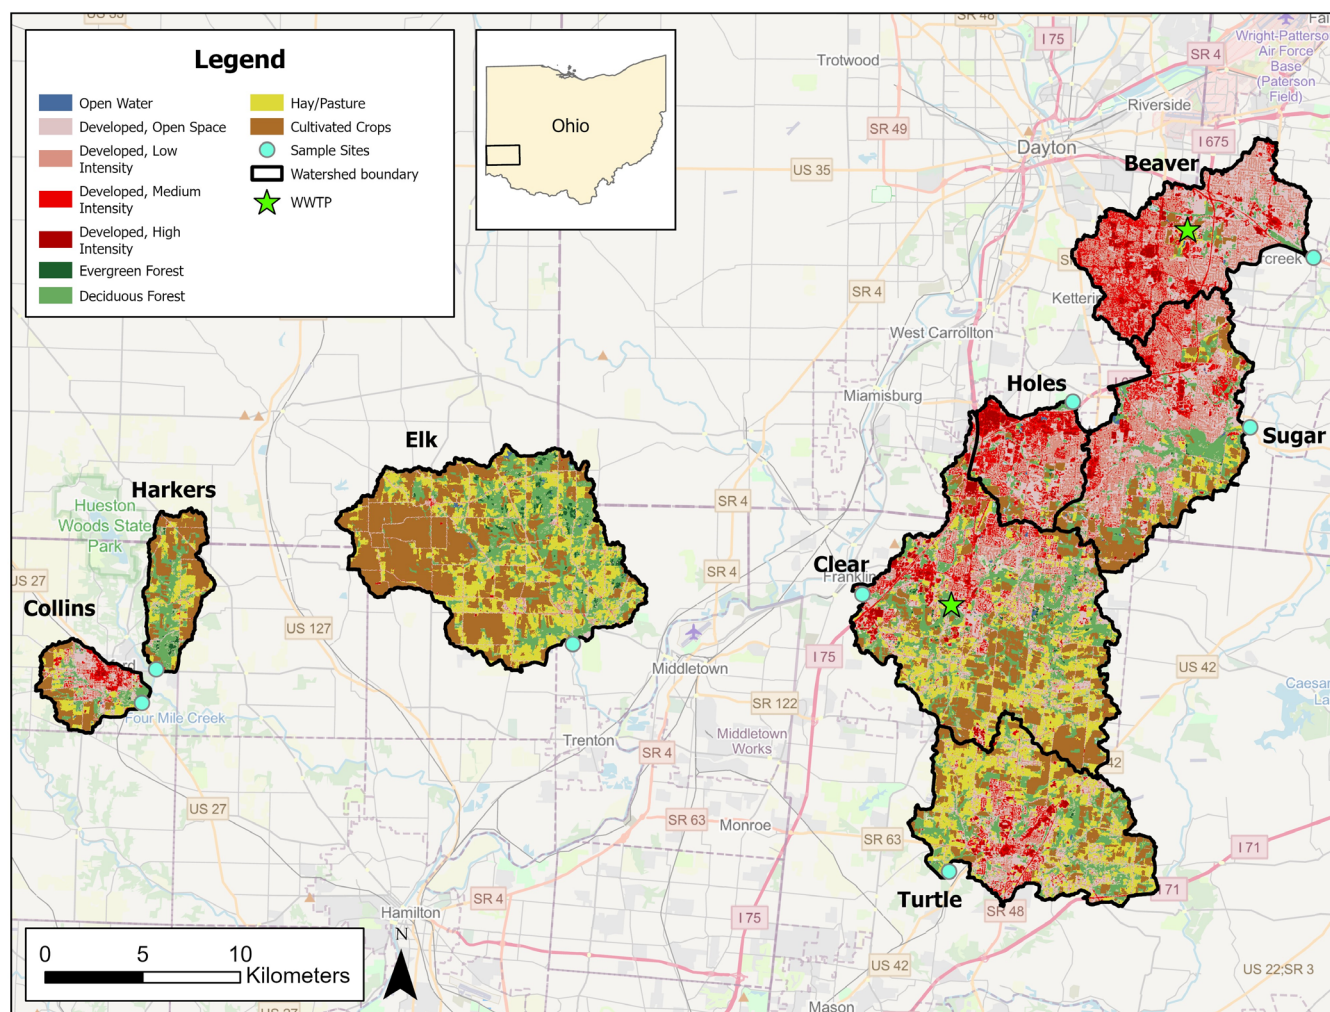 SR 48
Wright-Patterson
Air Force
Base
(Paterson
Field)
I 75
SR 4
Trotwood
Riverside
SR 49
Dayton
I 675
US 35
Beaver
Legend
Open Water
Developed, Open Space
Developed, Low
Intensity
Developed, Medium
Intensity
Developed, High
Intensity
Evergreen Forest
Deciduous Forest
Hay/Pasture
Cultivated Crops
Sample Sites
Watershed boundary
WWTP
Ohio
SR 4
West Carrollton
Miamisburg
Holes
Sugar
Elk
Harkers
Hueston
Woods State
Park
SR 4
Clear
SR 4
US 27
Collins
US 127
Middletown
I 75
US 42
SR 122
Four Mile Creek
Middletown
Works
Trenton
SR 4
42
US 27
SR 63
Monroe
SR 63
I 71
Turtle
71
SR 48
SR 4
Hamilton
I 75
N
0 5 10
Kilometers
US 42
US 22;SR 3
Mason